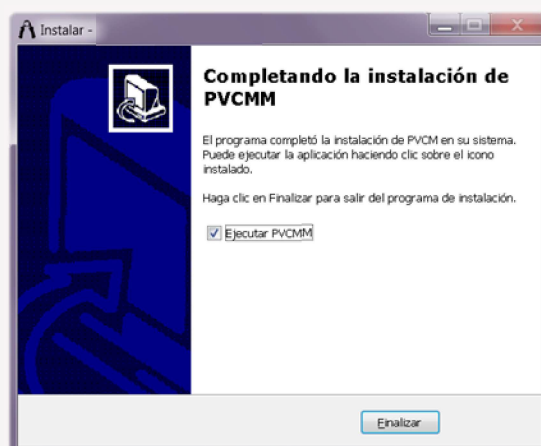 Instalar -
Completando la instalación de
PVCMM
El programa completó la instalación de PVCM en su sistema.
Puede ejecutar la aplicación haciendo clic sobre el icono
instalado.
Haga clic en Finalizar para salir del programa de instalación.
Ejecutar PVCMM
Finalizar